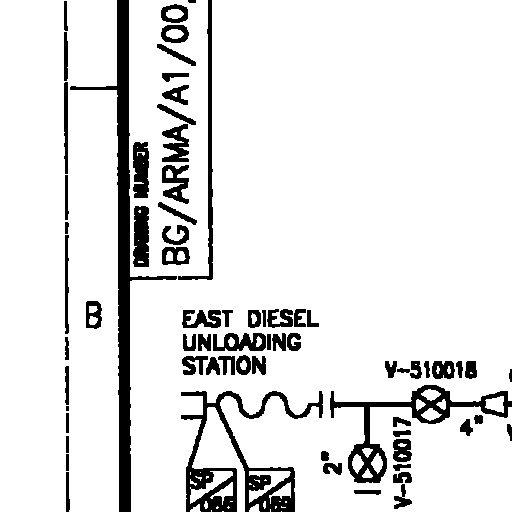 DRAWING NUMBER
BG/ARMA/A1/00
B
EAST DIESEL
UNLOADING
STATION
V-510018
4"
2"
V-510017
SP
SP